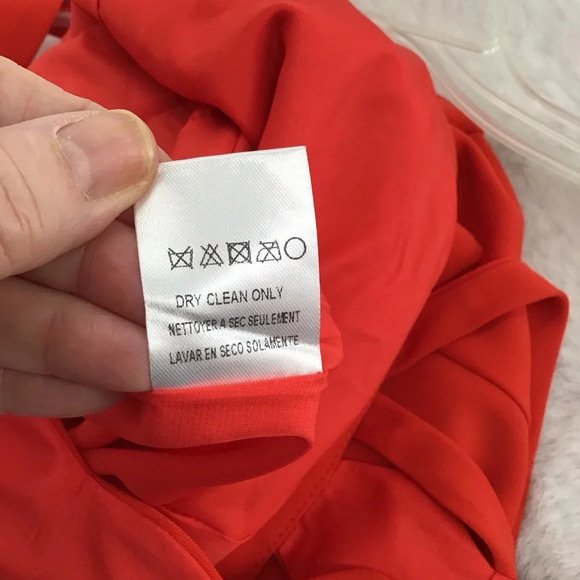 DRY CLEAN ONLY
NETTOYER A SEC SEULEMENT
LAVAR EN SECO SOLAMENTE